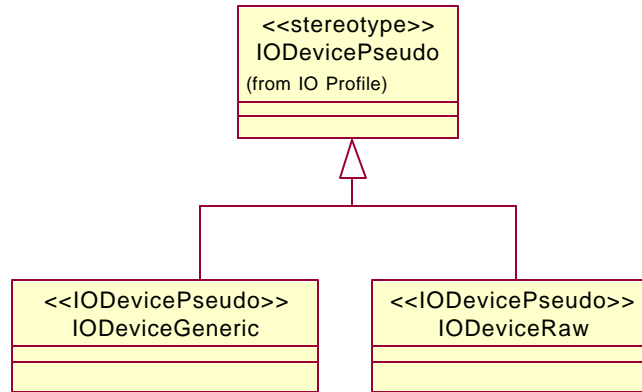 <<stereotype>>
IODevicePseudo
(from IO Profile)
<<IODevicePseudo>>
IODeviceGeneric
<<IODevicePseudo>>
IODeviceRaw